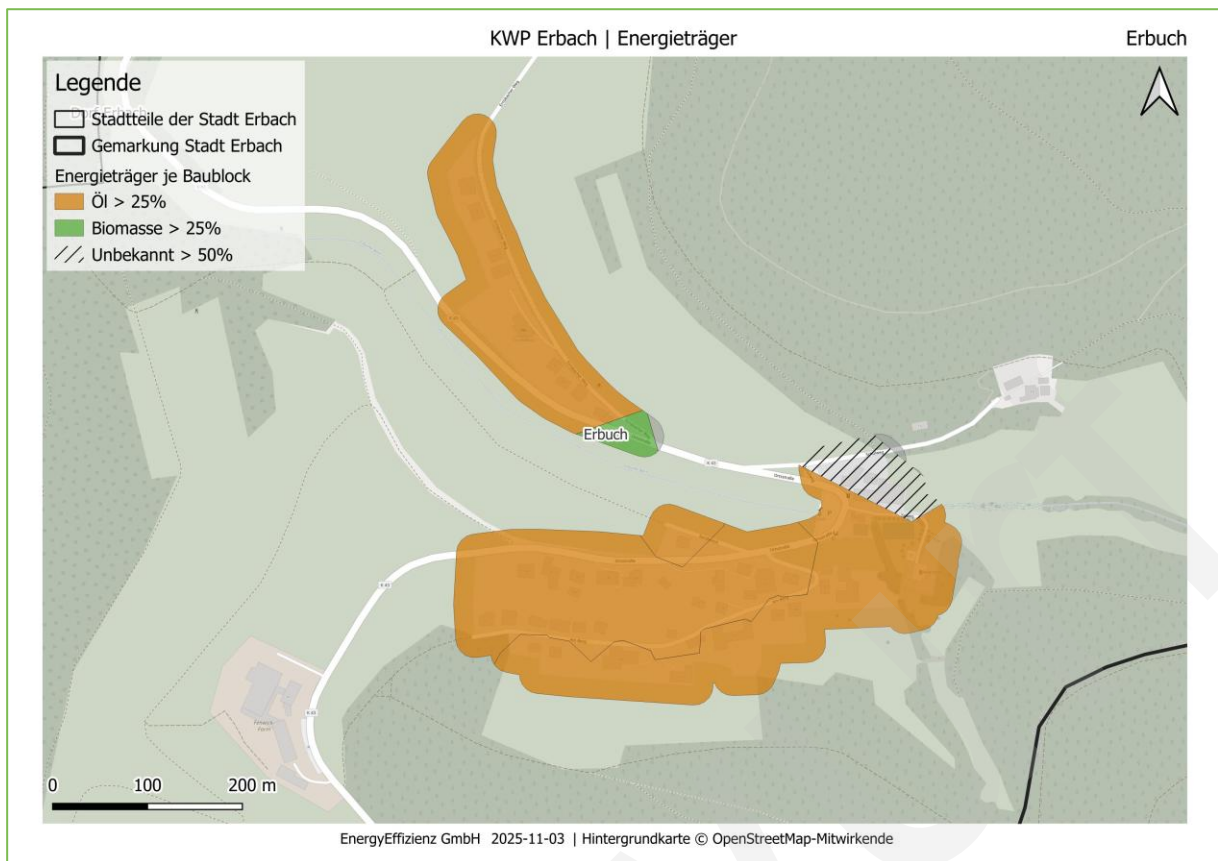 KWP Erbach | Energieträger
Erbuch
Legende
Stadtteile der Stadt Erbach
Gemarkung Stadt Erbach
Energieträger je Baublock
Öl > 25%
Biomasse > 25%
Unbekannt > 50%
Erbuch
0 100 200 m
EnergyEffizienz GmbH 2025-11-03 | Hintergrundkarte © OpenStreetMap-Mitwirkende